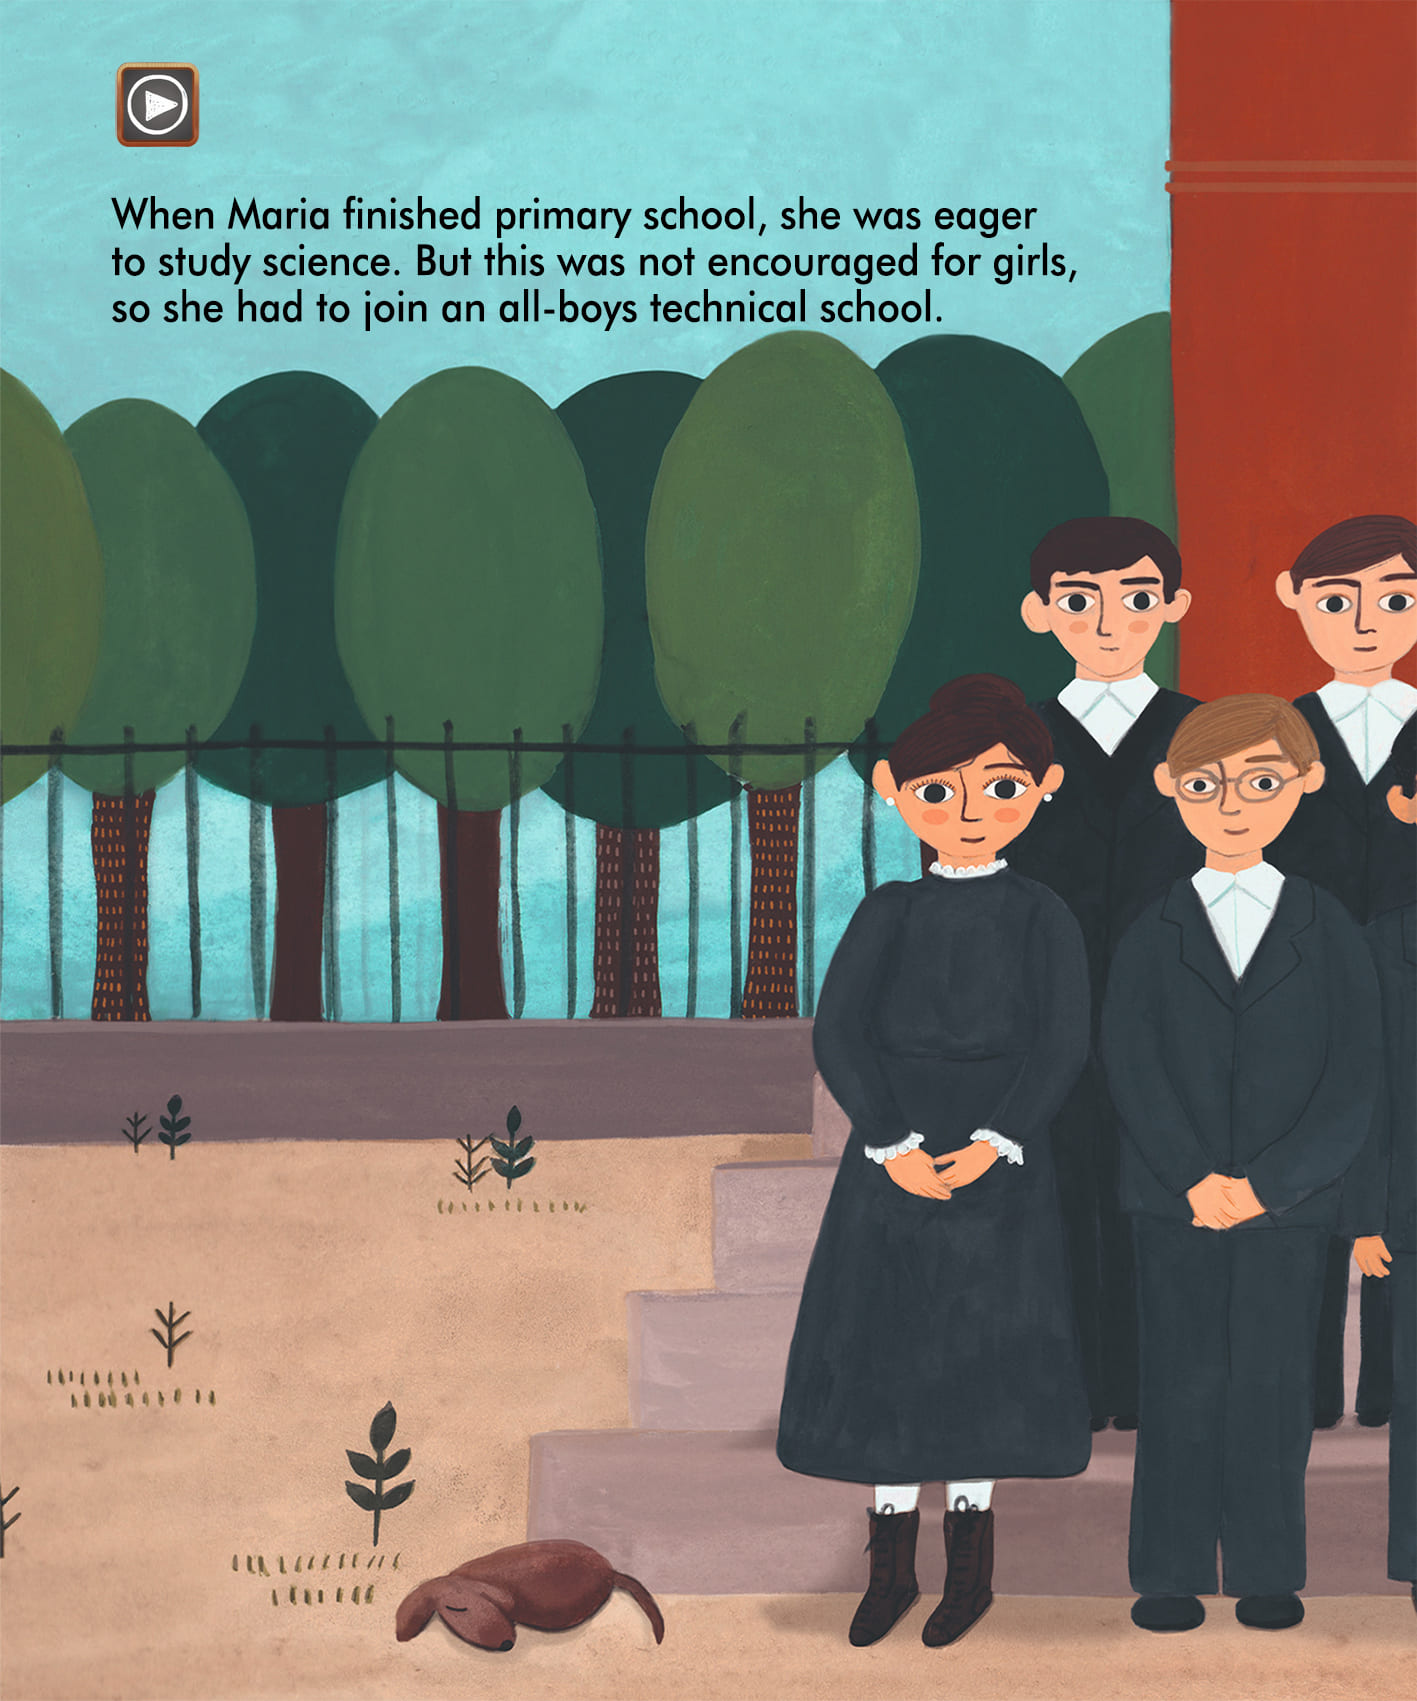 When Maria finished primary school, she was eager
to study science. But this was not encouraged for girls,
so she had to join an all-boys technical school.